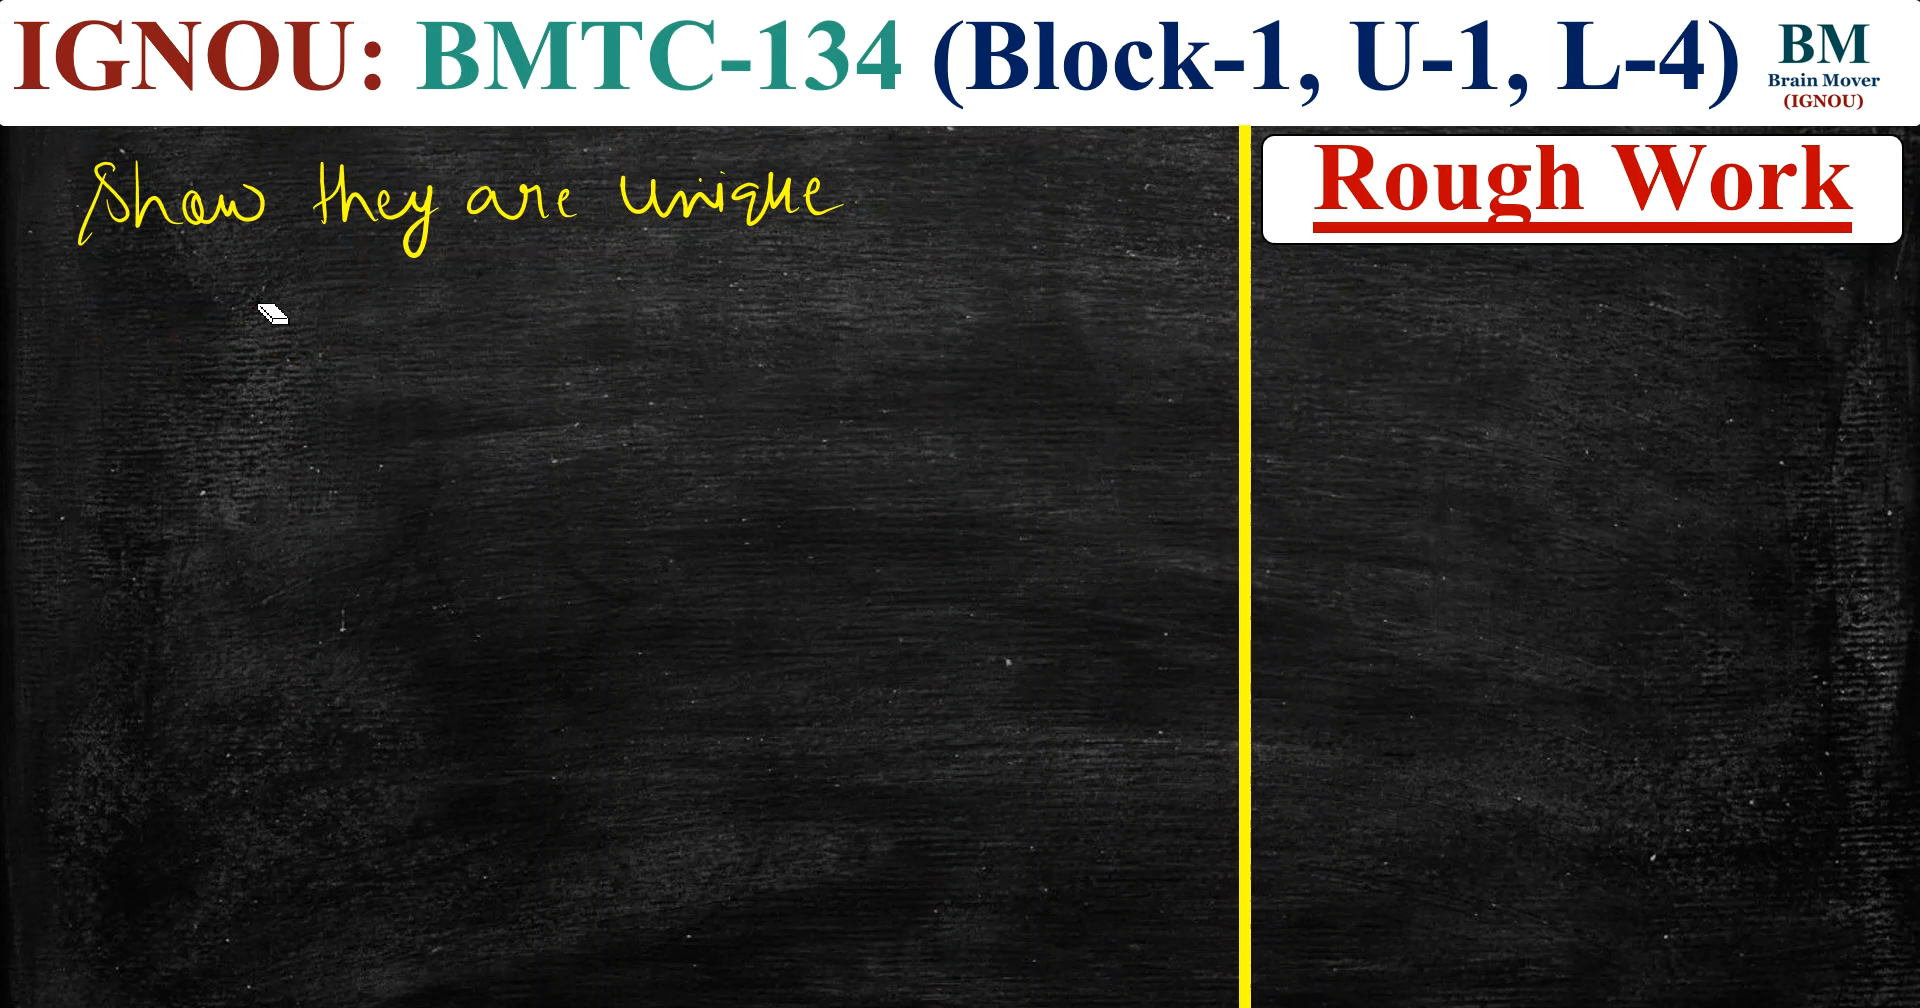 IGNOU: BMTC-134 (Block-1, U-1, L-4)
BM
Brain Mover
(IGNOU)
Show they are unique
Rough Work